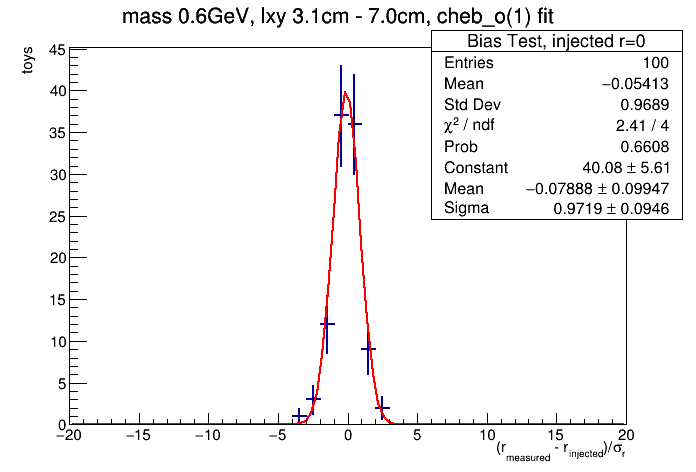 mass 0.6GeV, lxy 3.1cm - 7.0cm, cheb_o(1) fit
Bias Test, injected r=0
Entries 100
Mean −0.05413
Std Dev 0.9689
χ² / ndf 2.41 / 4
Prob 0.6608
Constant 40.08 ± 5.61
Mean −0.07888 ± 0.09947
Sigma 0.9719 ± 0.0946
toys
45
40
35
30
25
20
15
10
5
0
−20 −15 −10 −5 0 5 10 15 20
(r_measured - r_injected)/σ_r